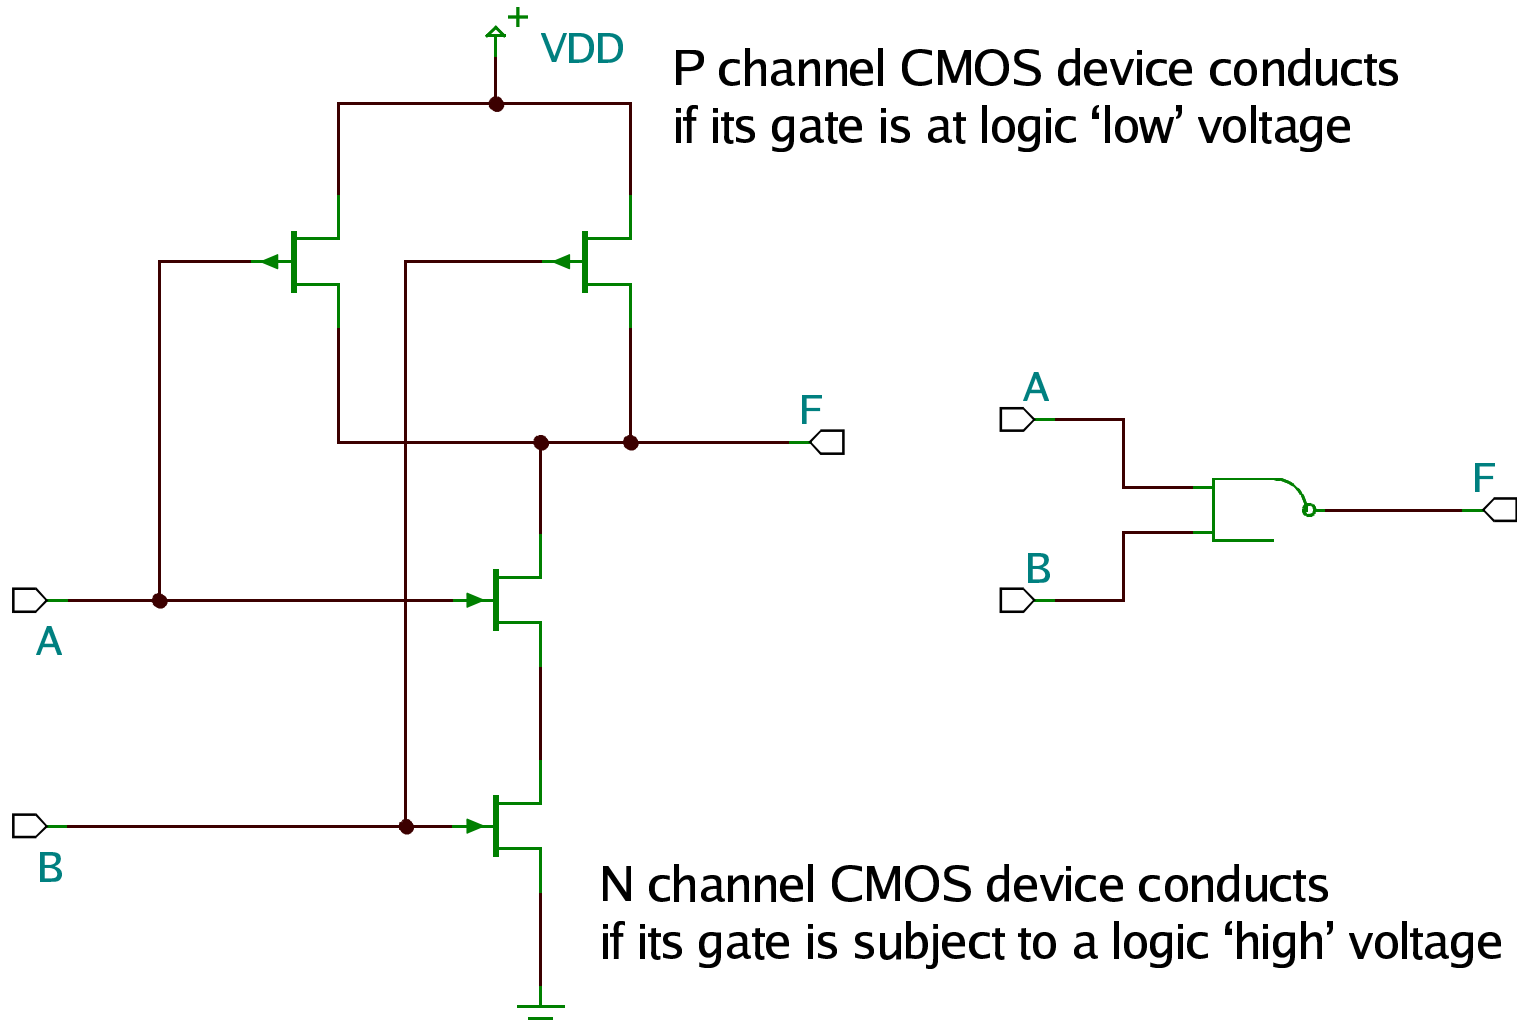 +
VDD
P channel CMOS device conducts
if its gate is at logic ‘low’ voltage
A
F
F
B
A
B
N channel CMOS device conducts
if its gate is subject to a logic ‘high’ voltage